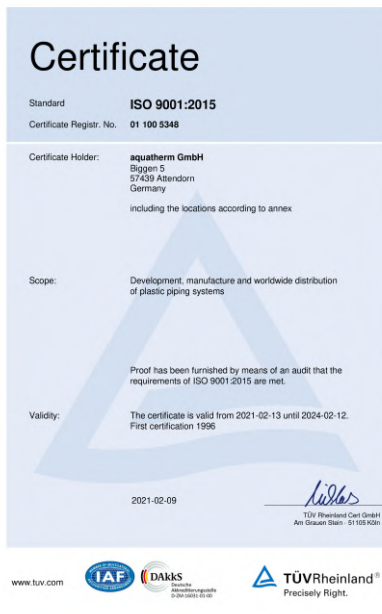 Certificate
Standard ISO 9001:2015
Certificate Registr. No. 01 100 5348
Certificate Holder: aquatherm GmbH
Biggen 5
57439 Attendorn
Germany
including the locations according to annex
Scope: Development, manufacture and worldwide distribution
of plastic piping systems
Proof has been furnished by means of an audit that the
requirements of ISO 9001:2015 are met.
Validity: The certificate is valid from 2021-02-13 until 2024-02-12.
First certification 1996
2021-02-09
TÜV Rheinland Cert GmbH
Am Grauen Stein · 51105 Köln
www.tuv.com
IAF
DAkkS
Deutsche
Akkreditierungsstelle
D-ZM-16031-01-00
TÜVRheinland®
Precisely Right.